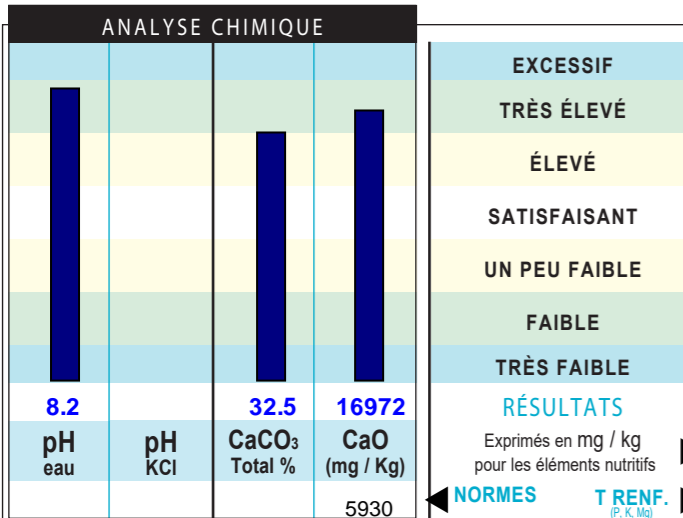 ANALYSE CHIMIQUE
EXCESSIF
TRÈS ÉLEVÉ
ÉLEVÉ
SATISFAISANT
UN PEU FAIBLE
FAIBLE
TRÈS FAIBLE
8.2 32.5 16972 RÉSULTATS
pH eau
pH KCl
CaCO₃ Total %
CaO (mg / Kg)
Exprimés en mg / kg
pour les éléments nutritifs
5930
NORMES T RENF.
(P, K, Mg)